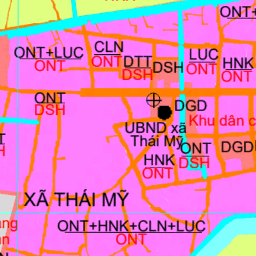 ONT+
ONT+LUC
ONT
CLN
ONT
DTT
DSH
DSH
LUC
ONT
HNK
ONT
ONT
DSH
DGD
Khu dân c
UBND xã
Thái Mỹ
HNK
ONT
ONT
DSH
DGD
XÃ THÁI MỸ
ONT+HNK+CLN+LUC
ONT